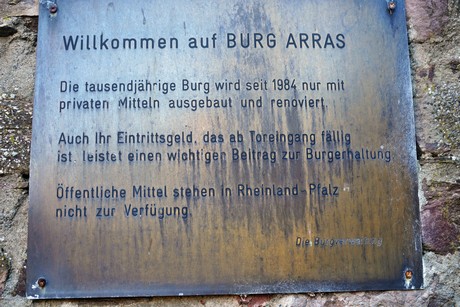 Willkommen auf BURG ARRAS
Die tausendjährige Burg wird seit 1984 nur mit
privaten Mitteln ausgebaut und renoviert.
Auch Ihr Eintrittsgeld, das ab Toreingang fällig
ist, leistet einen wichtigen Beitrag zur Burgerhaltung
Öffentliche Mittel stehen in Rheinland-Pfalz
nicht zur Verfügung.
Die Burgverwaltung